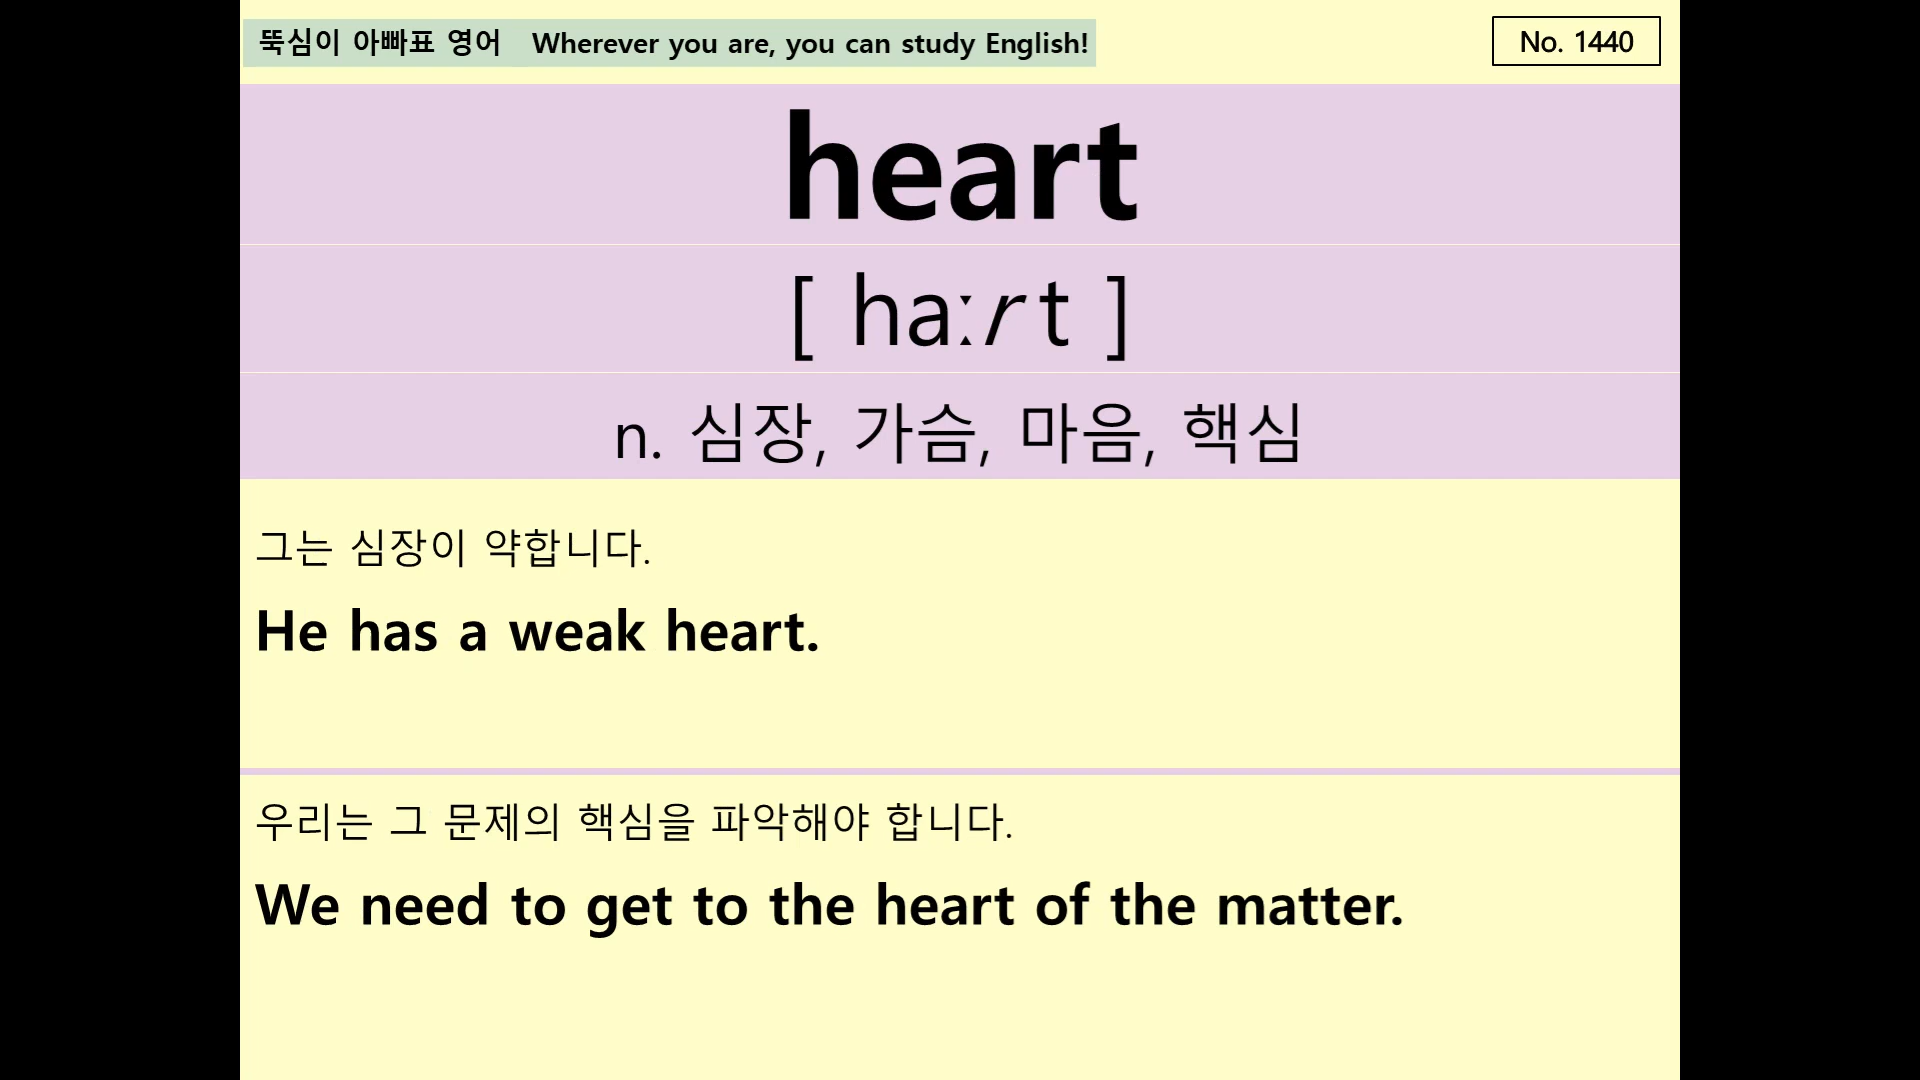 뚝심이 아빠표 영어 Wherever you are, you can study English!
No. 1440
heart
[ haːrt ]
n. 심장, 가슴, 마음, 핵심
그는 심장이 약합니다.
He has a weak heart.
우리는 그 문제의 핵심을 파악해야 합니다.
We need to get to the heart of the matter.